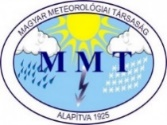 MAGYAR METEOROLÓGIAI TÁRSASÁG
MMT
ALAPÍTVA 1925